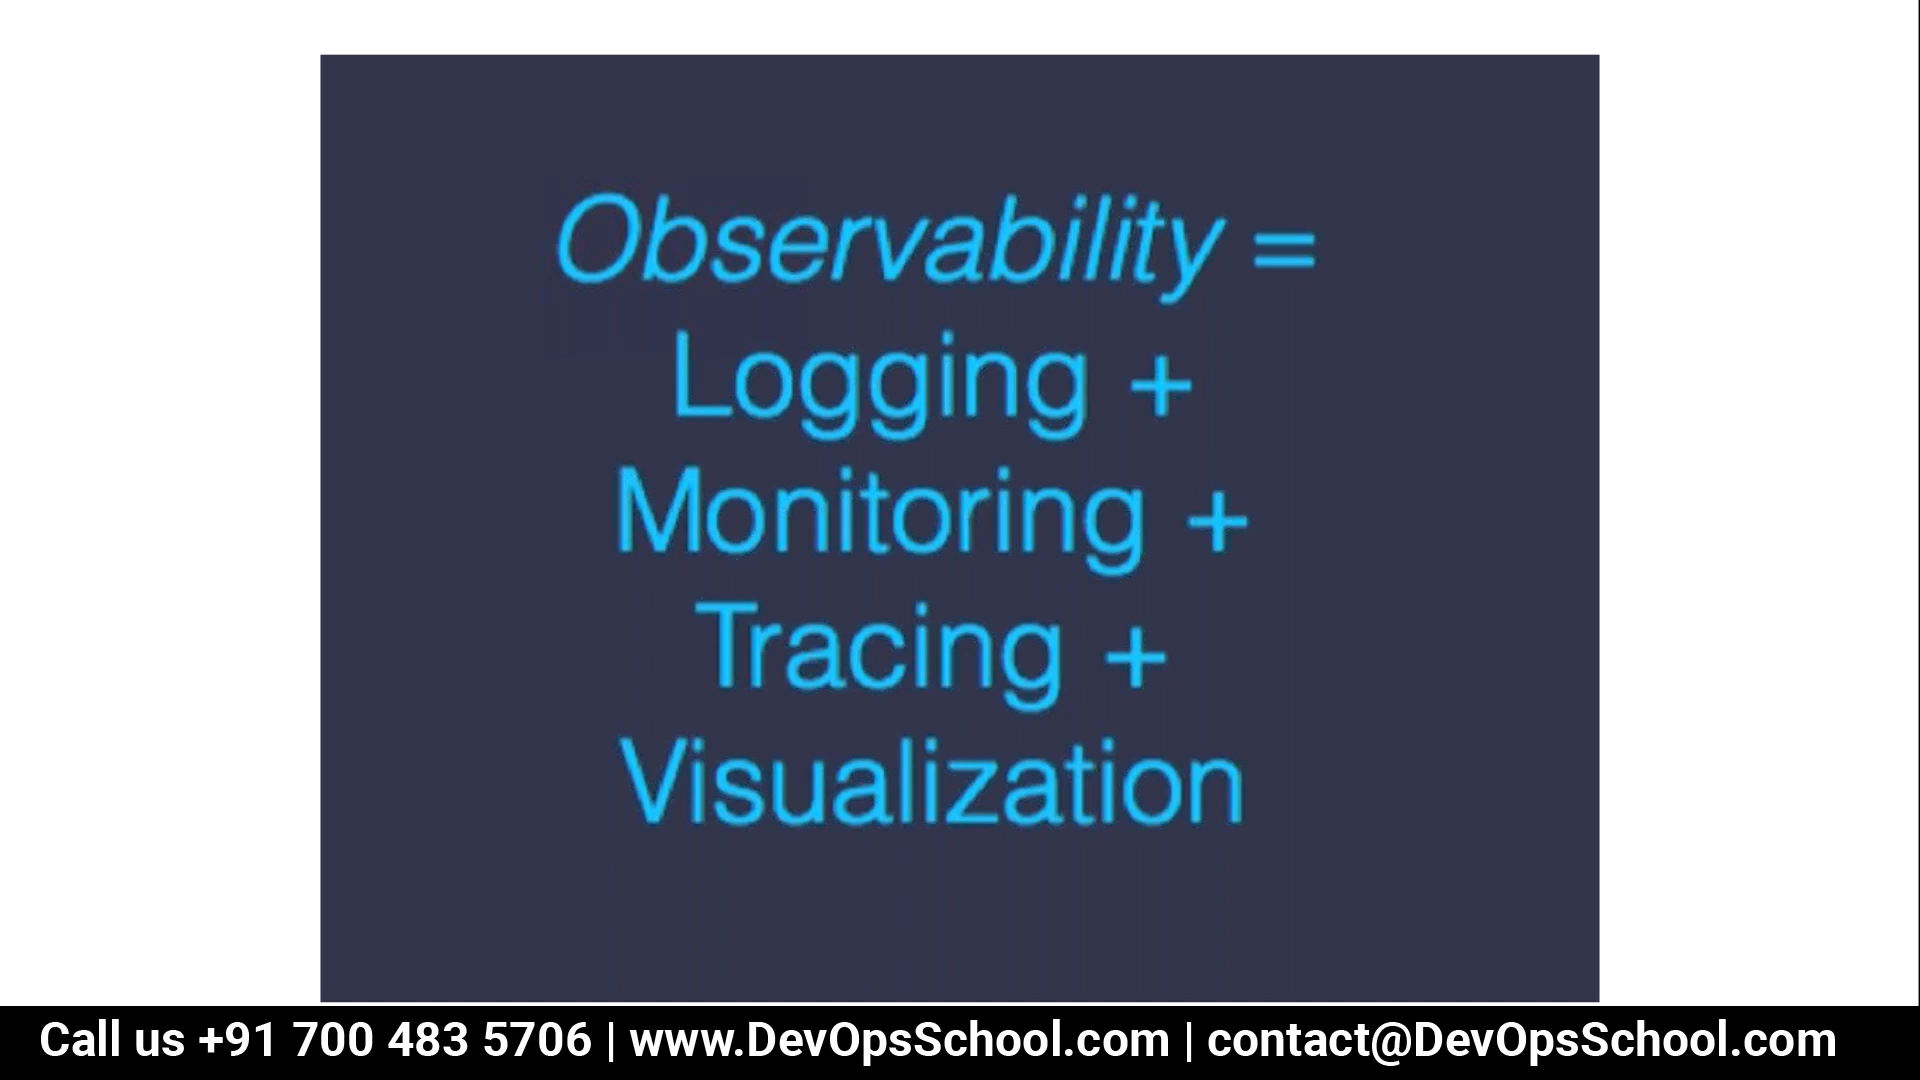 Observability =
Logging +
Monitoring +
Tracing +
Visualization
Call us +91 700 483 5706 | www.DevOpsSchool.com | contact@DevOpsSchool.com